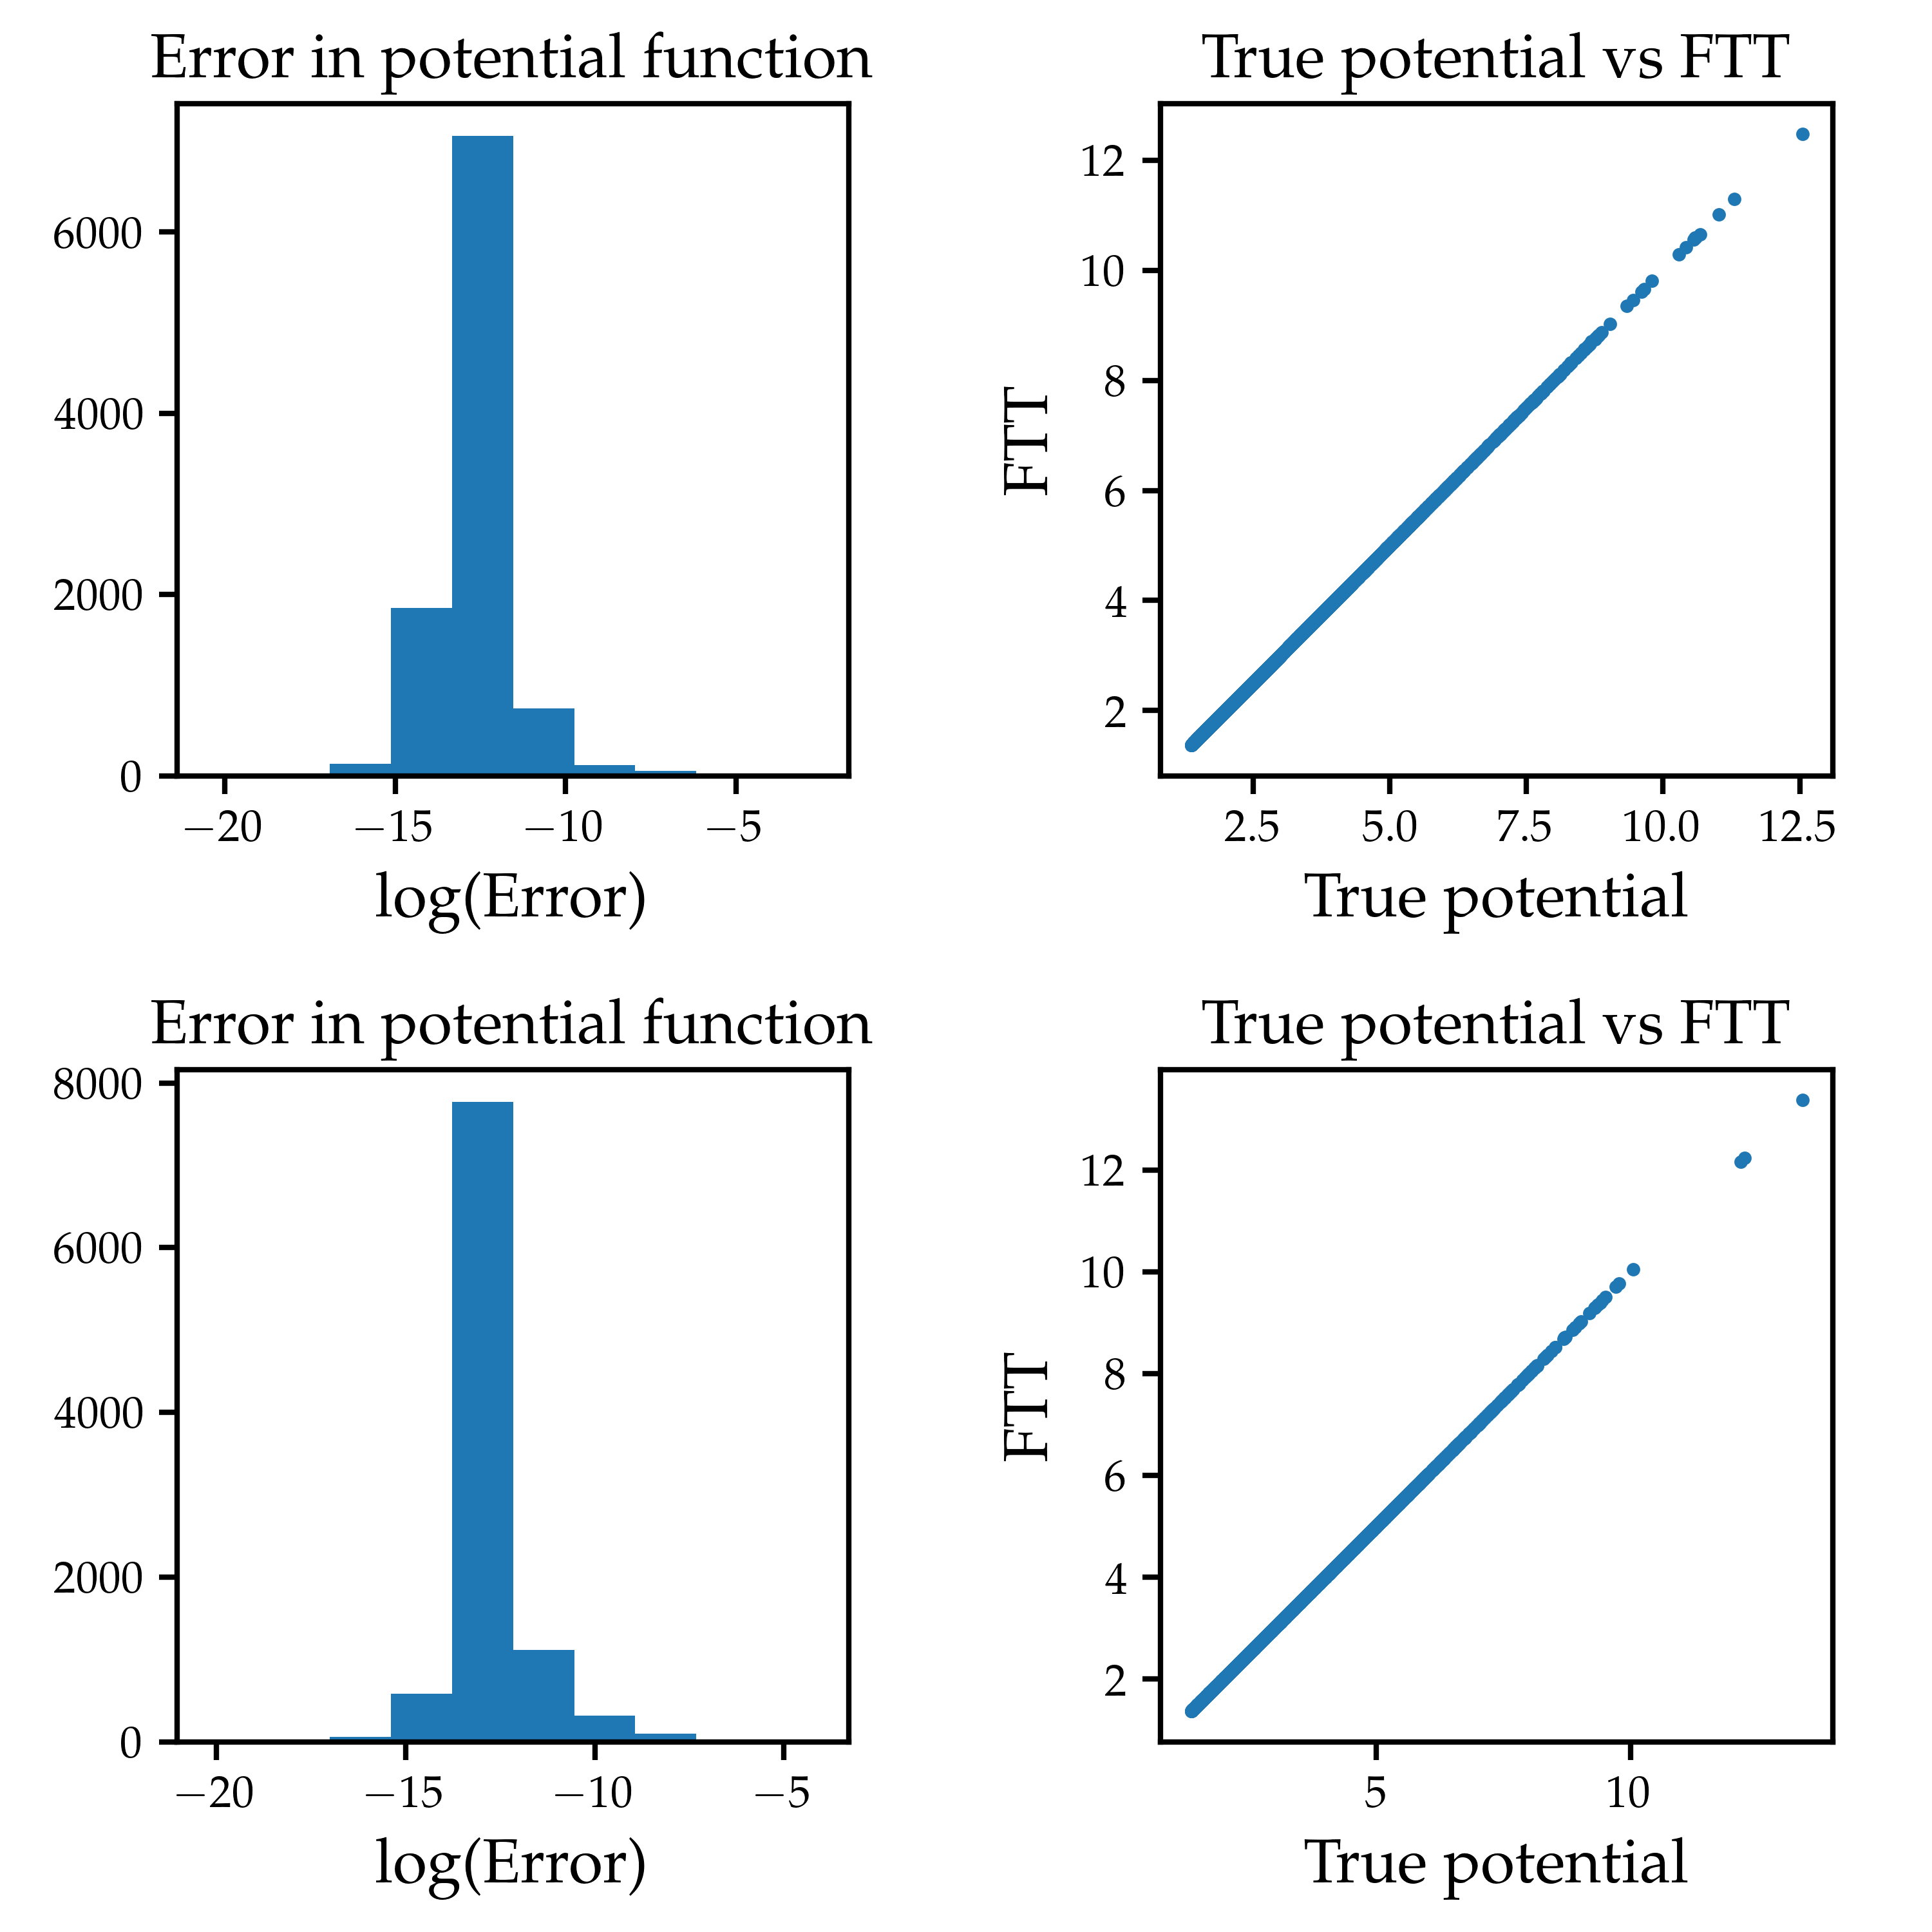 Error in potential function
6000
4000
2000
0
−20 −15 −10 −5
log(Error)
True potential vs FTT
12
10
8
6
4
2
FTT
2.5 5.0 7.5 10.0 12.5
True potential
Error in potential function
8000
6000
4000
2000
0
−20 −15 −10 −5
log(Error)
True potential vs FTT
12
10
8
6
4
2
FTT
5 10
True potential